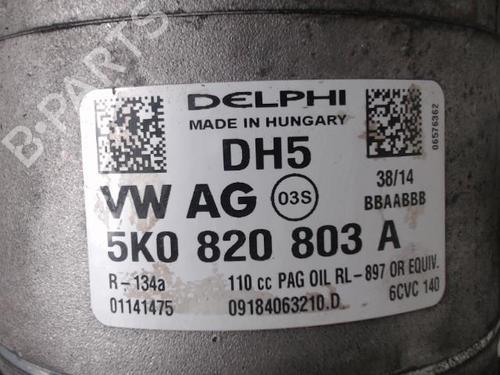 B-PARTS
DELPHI
MADE IN HUNGARY
DH5
06576362
38/14
VW AG 03S BBAABBB
5K0 820 803 A
R-134a 110 cc PAG OIL RL-897 OR EQUIV.
01141475 09184063210.D. 6CVC 140